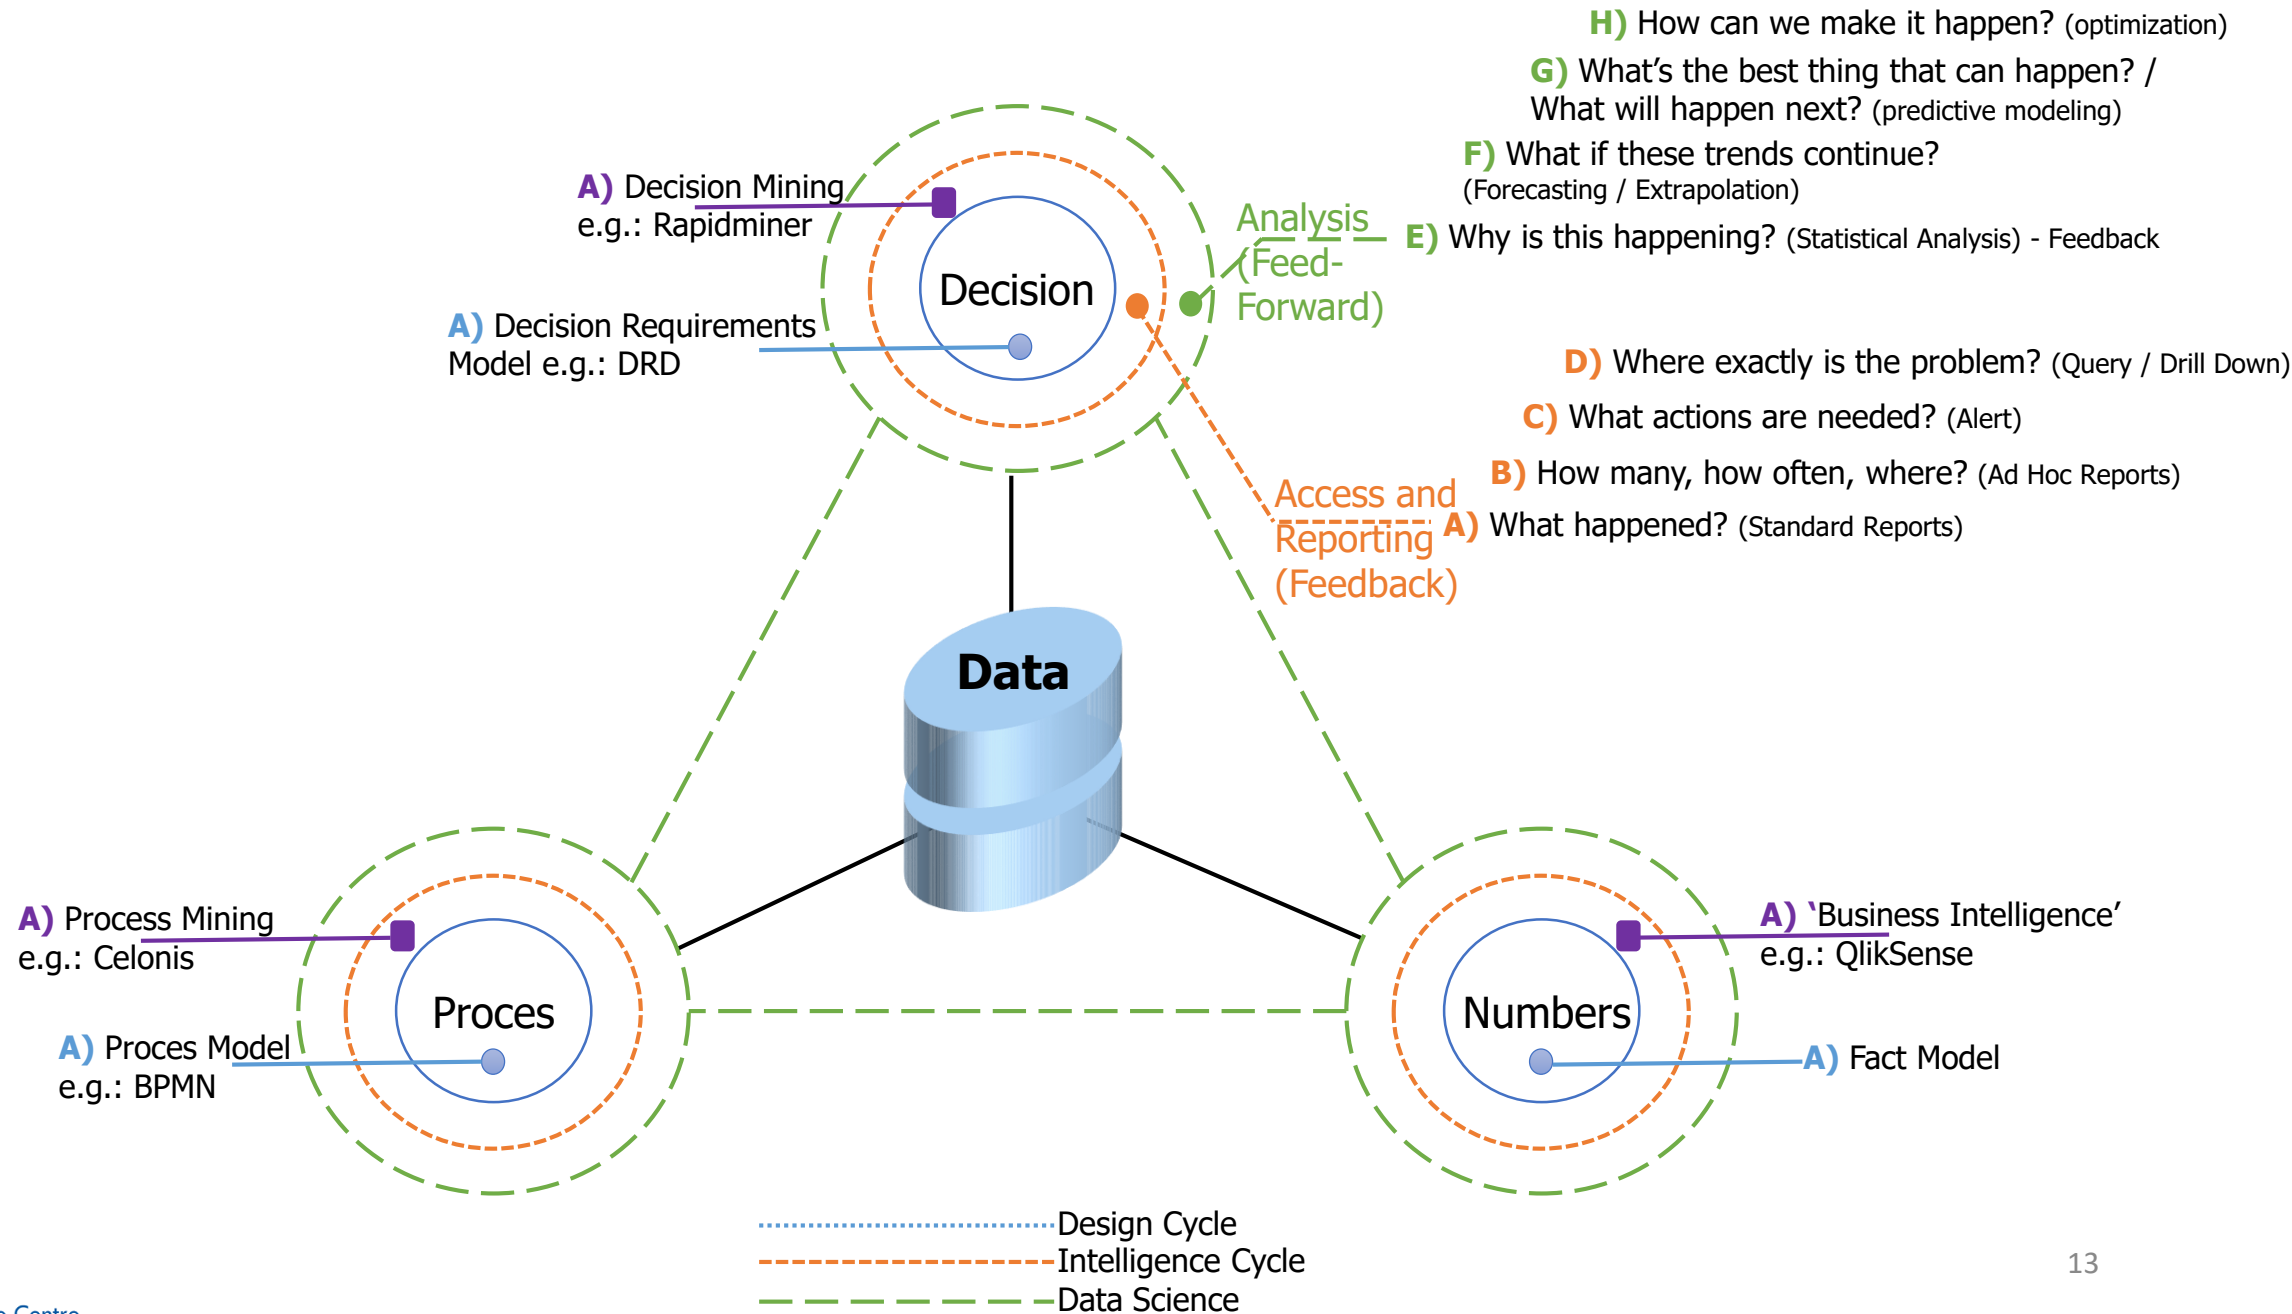 H) How can we make it happen? (optimization)
G) What's the best thing that can happen? /
What will happen next? (predictive modeling)
F) What if these trends continue?
(Forecasting / Extrapolation)
A) Decision Mining
e.g.: Rapidminer
Analysis
(Feed-
Forward)
E) Why is this happening? (Statistical Analysis) - Feedback
Decision
A) Decision Requirements
Model e.g.: DRD
D) Where exactly is the problem? (Query / Drill Down)
C) What actions are needed? (Alert)
B) How many, how often, where? (Ad Hoc Reports)
Access and
Reporting
(Feedback)
A) What happened? (Standard Reports)
Data
A) Process Mining
e.g.: Celonis
Proces
A) Proces Model
e.g.: BPMN
A) ‘Business Intelligence’
e.g.: QlikSense
Numbers
A) Fact Model
Design Cycle
Intelligence Cycle
Data Science
13